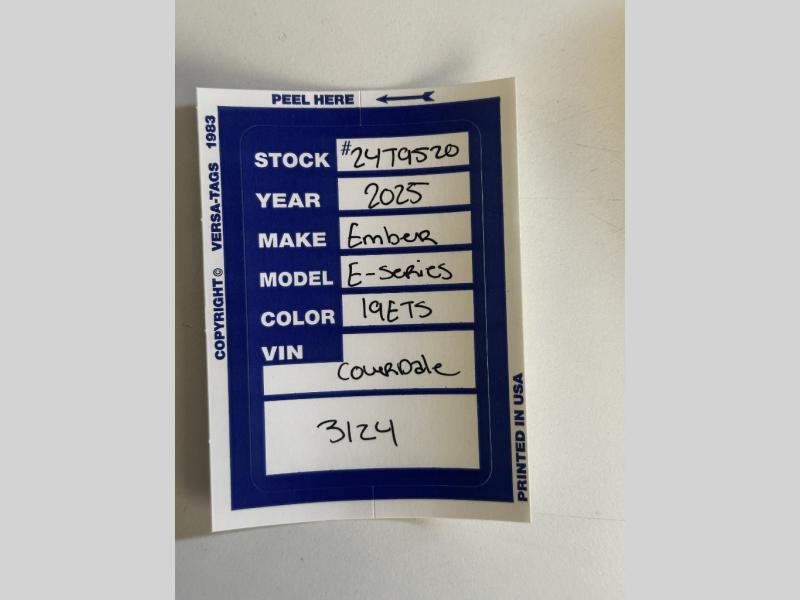 PEEL HERE
COPYRIGHT © VERSA-TAGS 1983
STOCK #24T9520
YEAR 2025
MAKE Ember
MODEL E-Series
COLOR 19ETS
VIN
CoverDale
3124
PRINTED IN USA